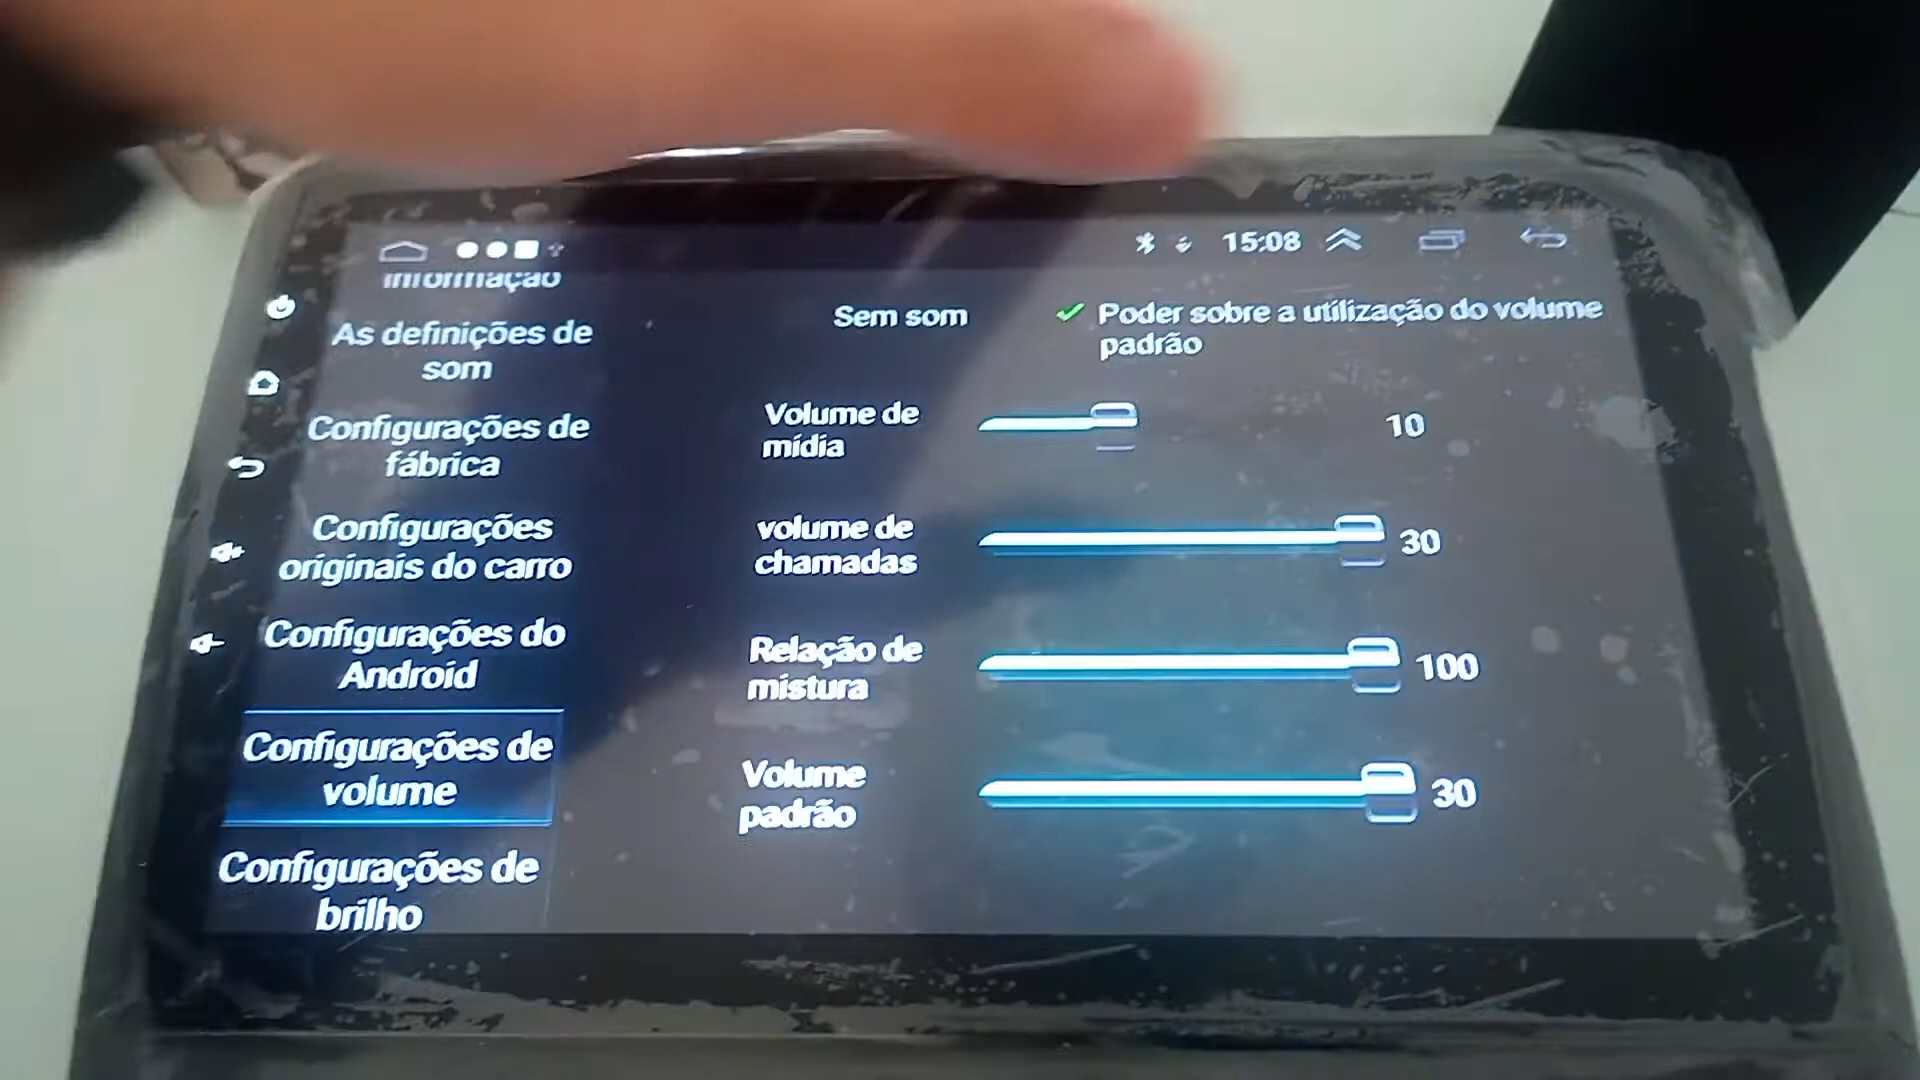 15:08
Informação
As definições de
som
Configurações de
fábrica
Configurações
originais do carro
Configurações do
Android
Configurações de
volume
Configurações de
brilho
Sem som
Poder sobre a utilização do volume
padrão
Volume de
mídia
10
volume de
chamadas
30
Relação de
mistura
100
Volume
padrão
30